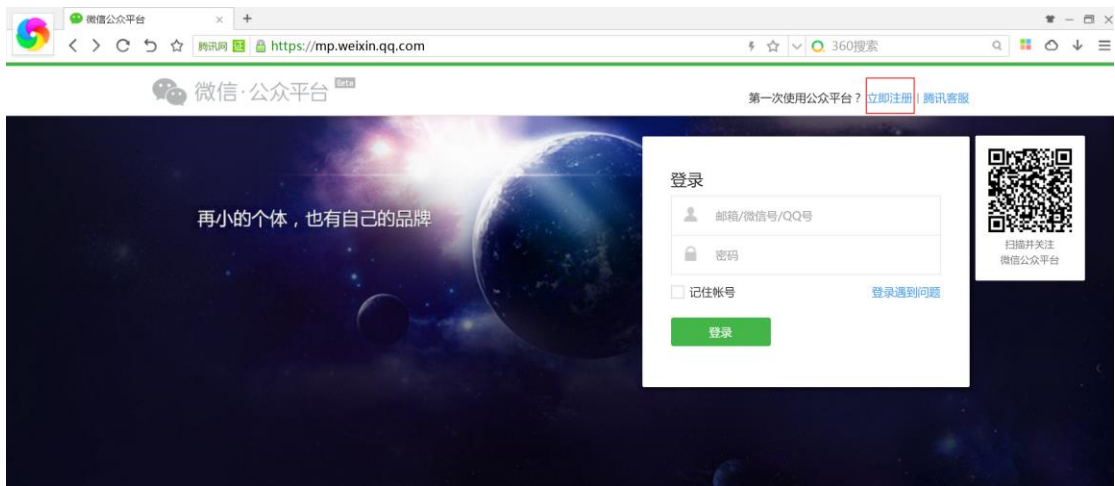 微信公众平台
腾讯网 证 https://mp.weixin.qq.com
360搜索
微信·公众平台 Beta
第一次使用公众平台？立即注册 | 腾讯客服
再小的个体，也有自己的品牌
登录
邮箱/微信号/QQ号
密码
记住帐号 登录遇到问题
登录
扫描并关注
微信公众平台